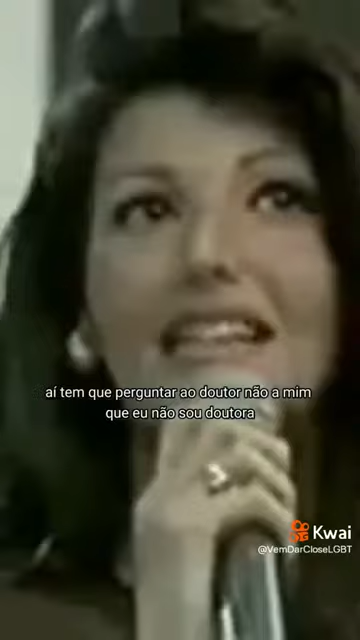 aí tem que perguntar ao doutor não a mim
que eu não sou doutora
Kwai
@VemDarCloseLGBT